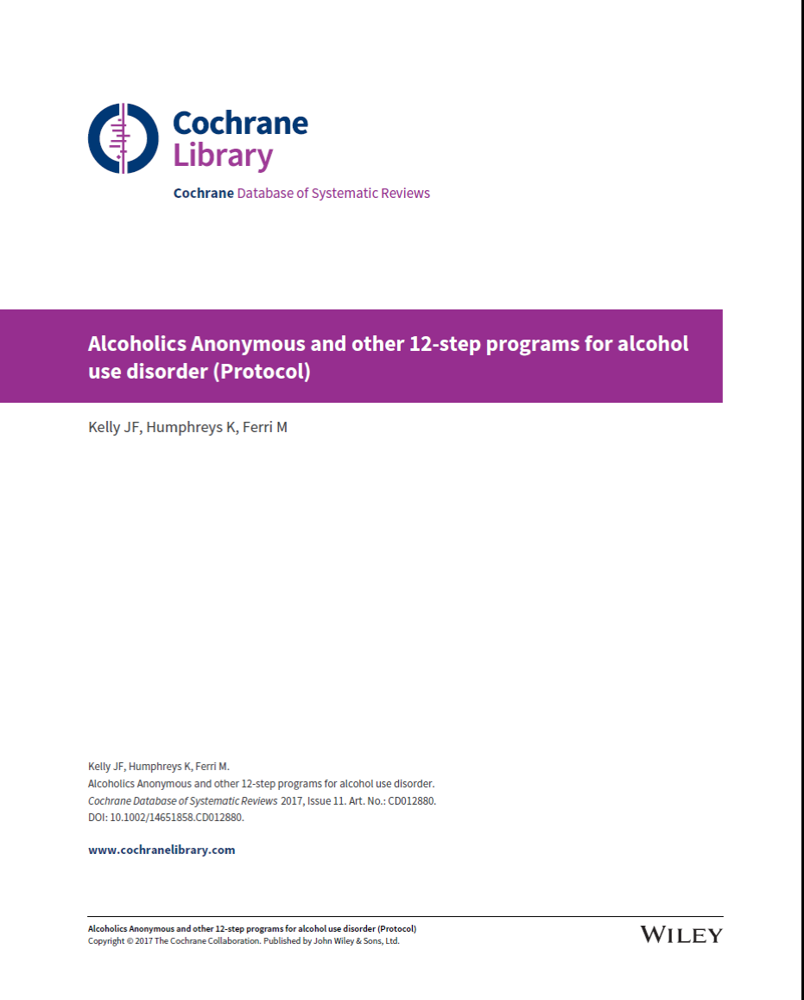 Cochrane
Library
Cochrane Database of Systematic Reviews
Alcoholics Anonymous and other 12-step programs for alcohol
use disorder (Protocol)
Kelly JF, Humphreys K, Ferri M
Kelly JF, Humphreys K, Ferri M.
Alcoholics Anonymous and other 12-step programs for alcohol use disorder.
Cochrane Database of Systematic Reviews 2017, Issue 11. Art. No.: CD012880.
DOI: 10.1002/14651858.CD012880.
www.cochranelibrary.com
Alcoholics Anonymous and other 12-step programs for alcohol use disorder (Protocol)
Copyright © 2017 The Cochrane Collaboration. Published by John Wiley & Sons, Ltd.
WILEY